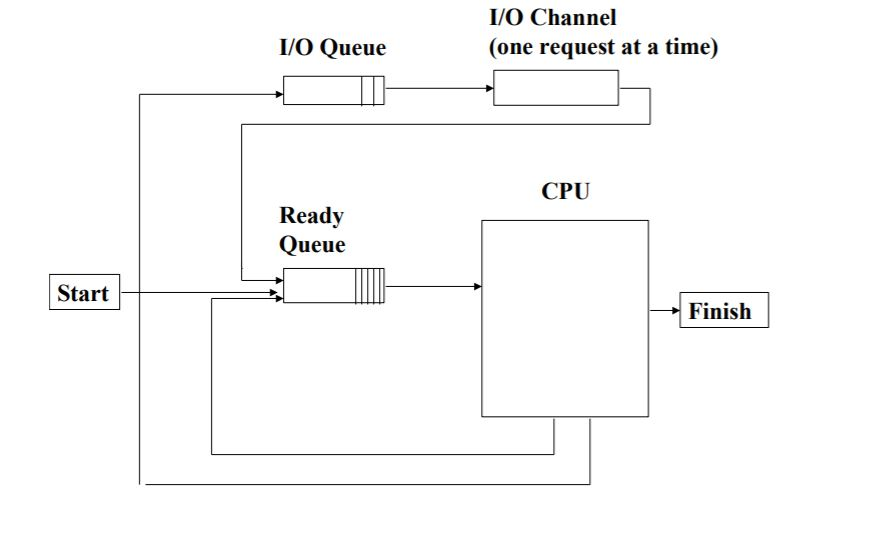 I/O Channel
(one request at a time)
I/O Queue
CPU
Ready
Queue
Start
Finish